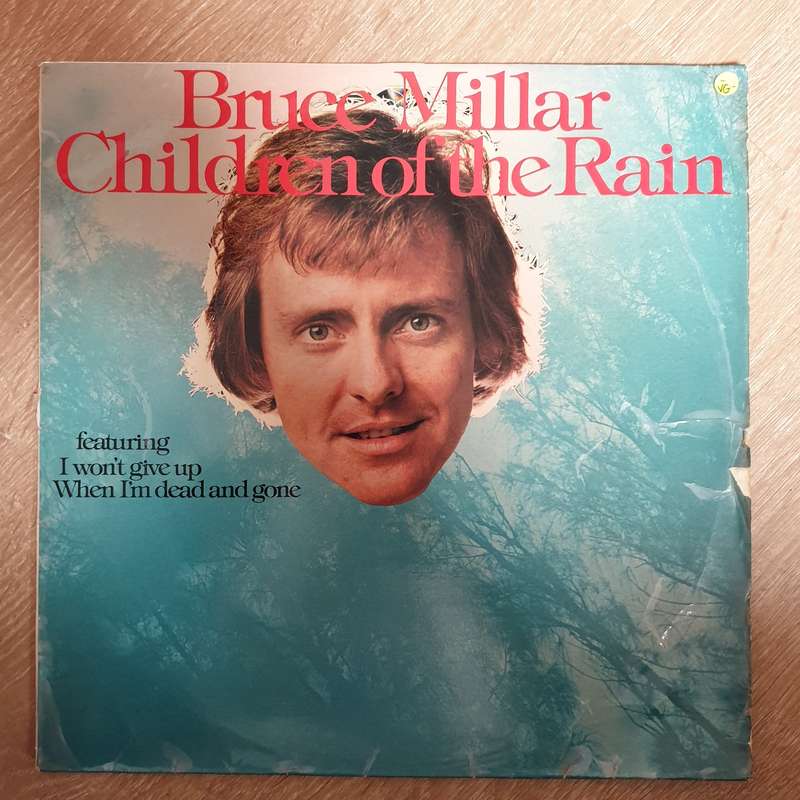 VG-
Bruce Millar
Children of the Rain
featuring
I won't give up
When I'm dead and gone